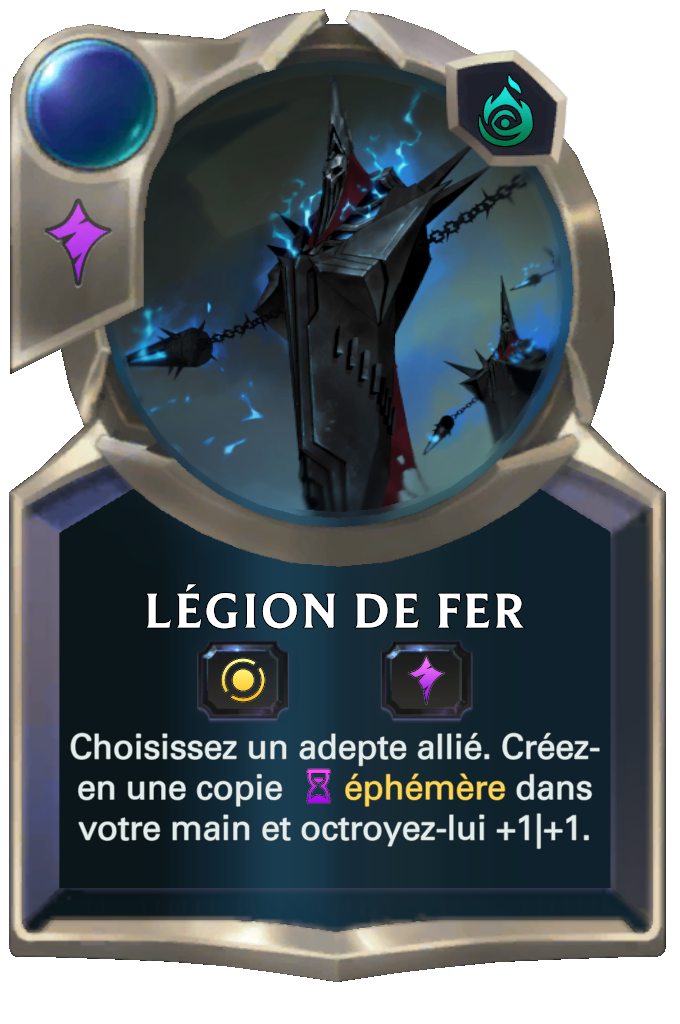 LÉGION DE FER
Choisissez un adepte allié. Créez-
en une copie éphémère dans
votre main et octroyez-lui +1|+1.